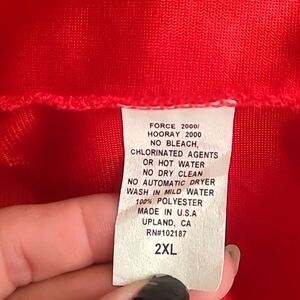 FORCE 2000/
HOORAY 2000
NO BLEACH,
CHLORINATED AGENTS
OR HOT WATER
NO DRY CLEAN
NO AUTOMATIC DRYER
WASH IN MILD WATER
100% POLYESTER
MADE IN U.S.A
UPLAND, CA
RN#102187
2XL